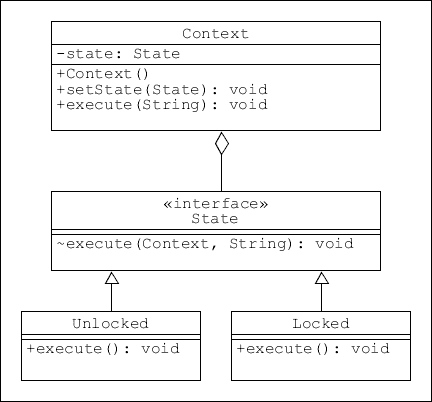 Context
-state: State
+Context()
+setState(State): void
+execute(String): void
«interface»
State
~execute(Context, String): void
Unlocked
+execute(): void
Locked
+execute(): void